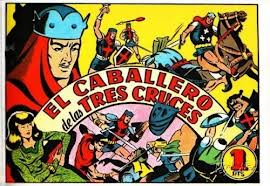 EL CABALLERO
de las
TRES CRUCES
1
PTS